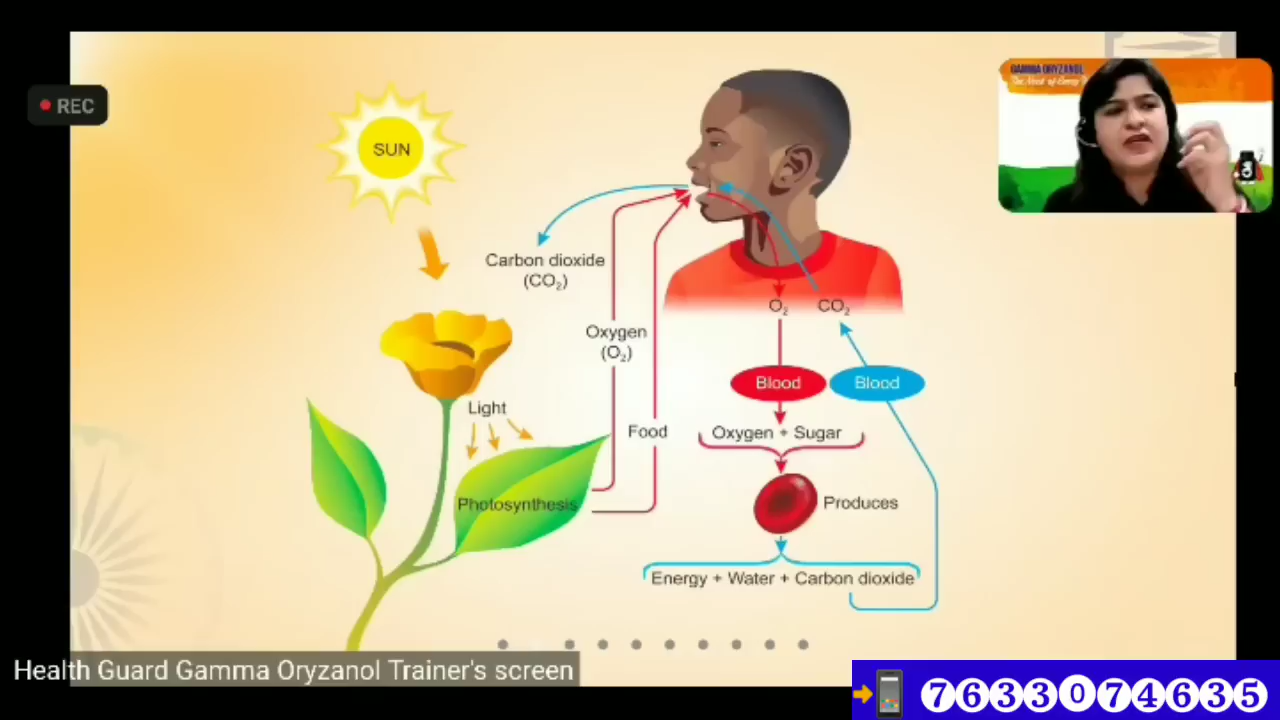 REC
GAMMA ORYZANOL
SUN
Carbon dioxide
(CO₂)
Oxygen
(O₂)
O₂ CO₂
Blood Blood
Light
Food
Oxygen + Sugar
Photosynthesis
Produces
Energy + Water + Carbon dioxide
Health Guard Gamma Oryzanol Trainer's screen
7633074635